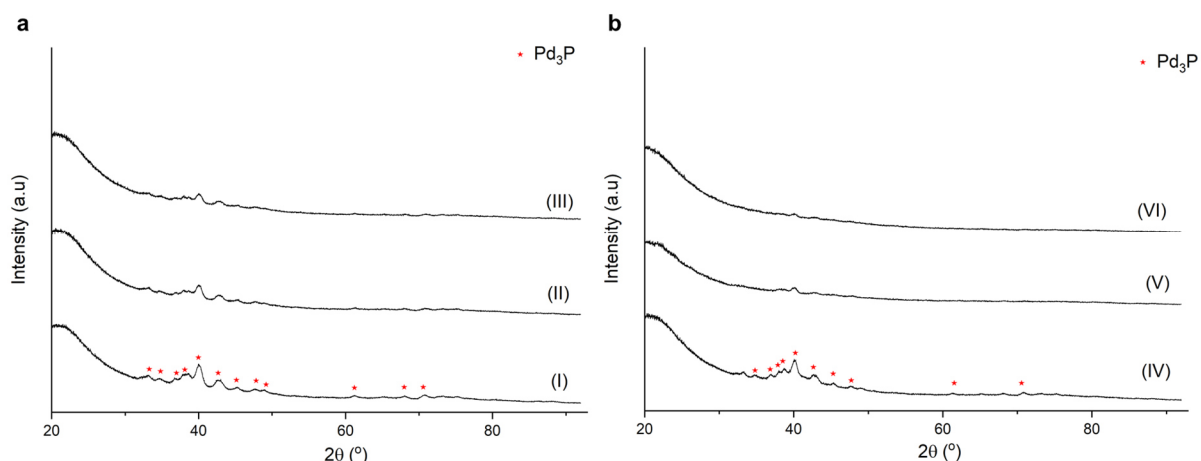 a
★ Pd₃P
Intensity (a.u)
(III)
(II)
(I)
20 40 60 80
2θ (°)
b
★ Pd₃P
Intensity (a.u)
(VI)
(V)
(IV)
20 40 60 80
2θ (°)